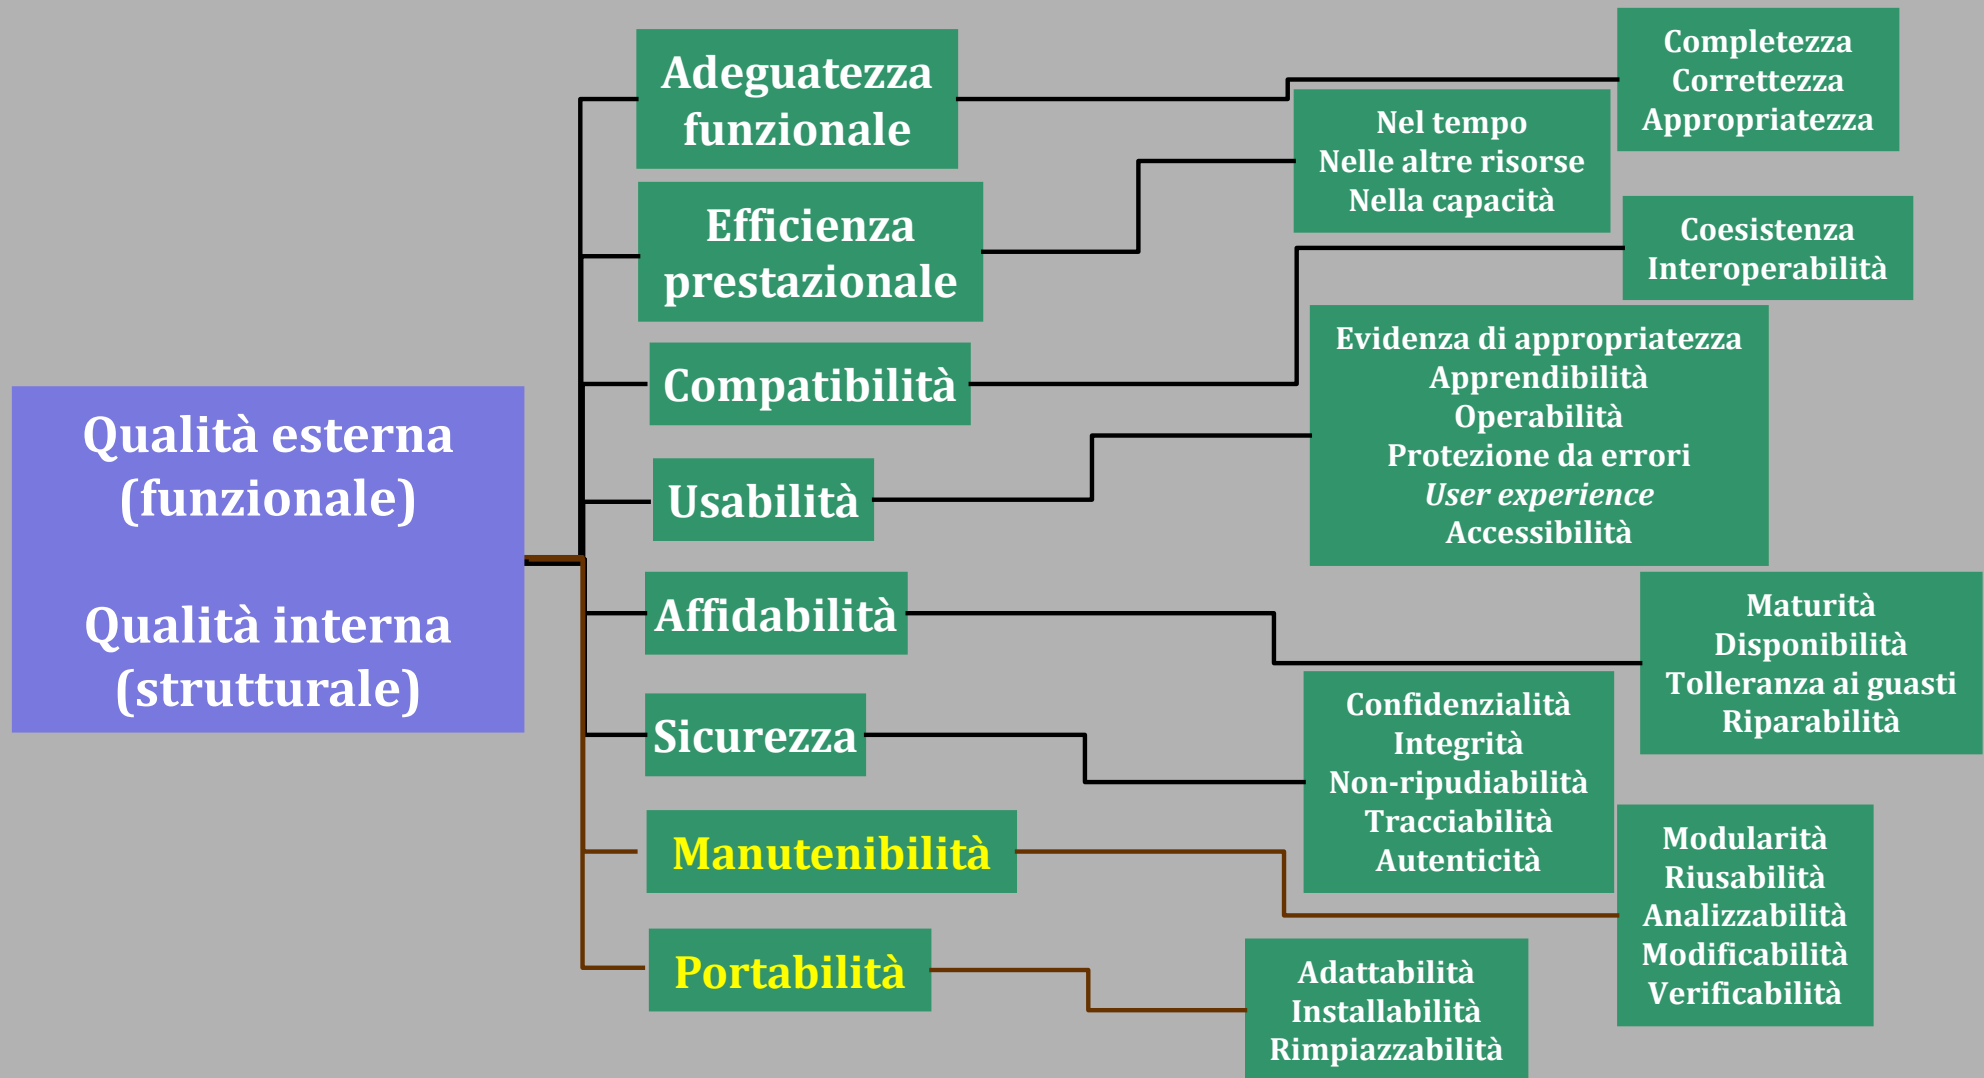 Qualità esterna
(funzionale)
Qualità interna
(strutturale)
Adeguatezza
funzionale
Completezza
Correttezza
Appropriatezza
Efficienza
prestazionale
Nel tempo
Nelle altre risorse
Nella capacità
Compatibilità
Coesistenza
Interoperabilità
Usabilità
Evidenza di appropriatezza
Apprendibilità
Operabilità
Protezione da errori
User experience
Accessibilità
Affidabilità
Maturità
Disponibilità
Tolleranza ai guasti
Riparabilità
Sicurezza
Confidenzialità
Integrità
Non-ripudiabilità
Tracciabilità
Autenticità
Manutenibilità
Modularità
Riusabilità
Analizzabilità
Modificabilità
Verificabilità
Portabilità
Adattabilità
Installabilità
Rimpiazzabilità